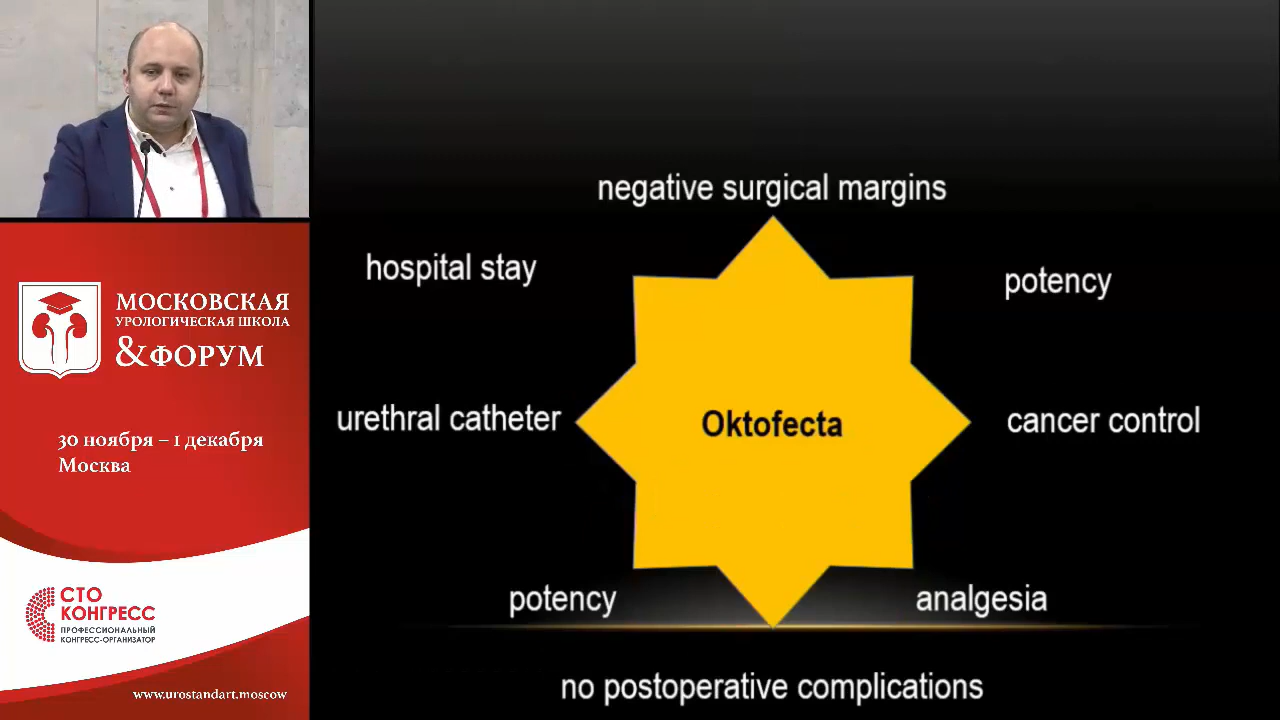 МОСКОВСКАЯ
УРОЛОГИЧЕСКАЯ ШКОЛА
&ФОРУМ
30 ноября – 1 декабря
Москва
СТО
КОНГРЕСС
ПРОФЕССИОНАЛЬНЫЙ
КОНГРЕСС-ОРГАНИЗАТОР
www.urostandart.moscow
negative surgical margins
hospital stay
potency
urethral catheter
Oktofecta
cancer control
potency
analgesia
no postoperative complications